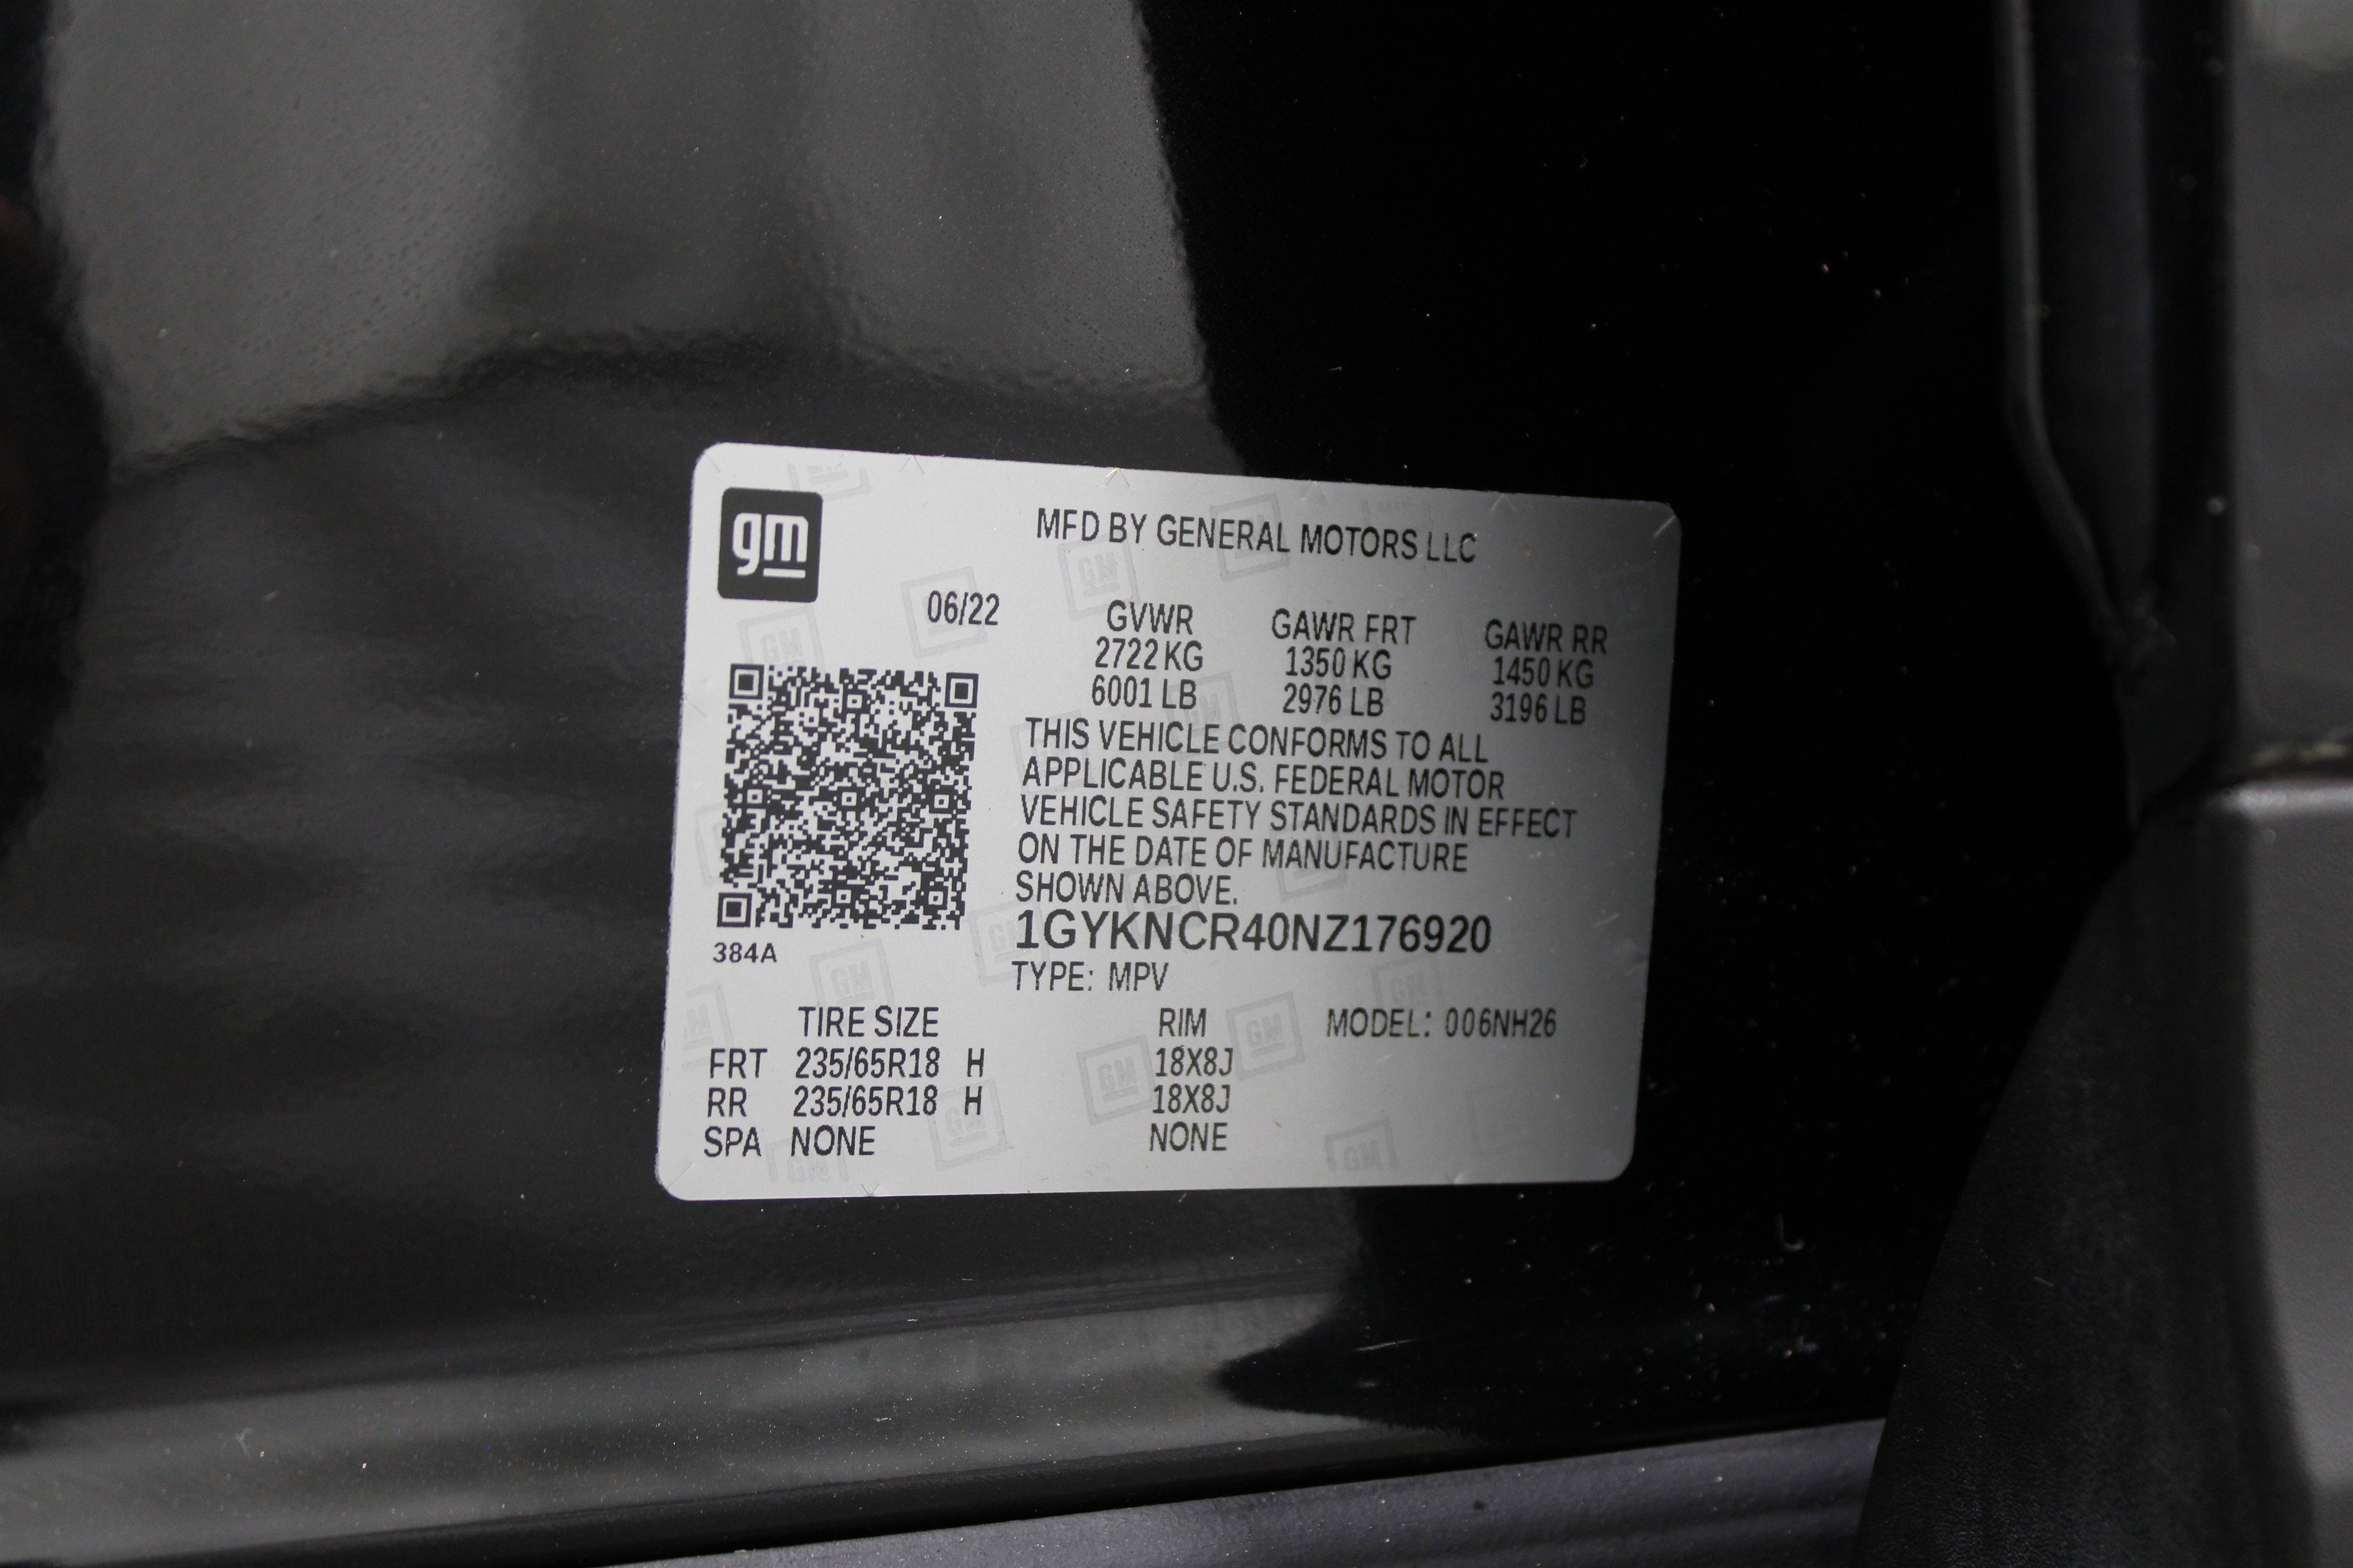 gm
MFD BY GENERAL MOTORS LLC
06/22
GVWR GAWR FRT GAWR RR
2722 KG 1350 KG 1450 KG
6001 LB 2976 LB 3196 LB
THIS VEHICLE CONFORMS TO ALL
APPLICABLE U.S. FEDERAL MOTOR
VEHICLE SAFETY STANDARDS IN EFFECT
ON THE DATE OF MANUFACTURE
SHOWN ABOVE.
1GYKNCR40NZ176920
384A
TYPE: MPV
TIRE SIZE RIM MODEL: 006NH26
FRT 235/65R18 H 18X8J
RR 235/65R18 H 18X8J
SPA NONE NONE